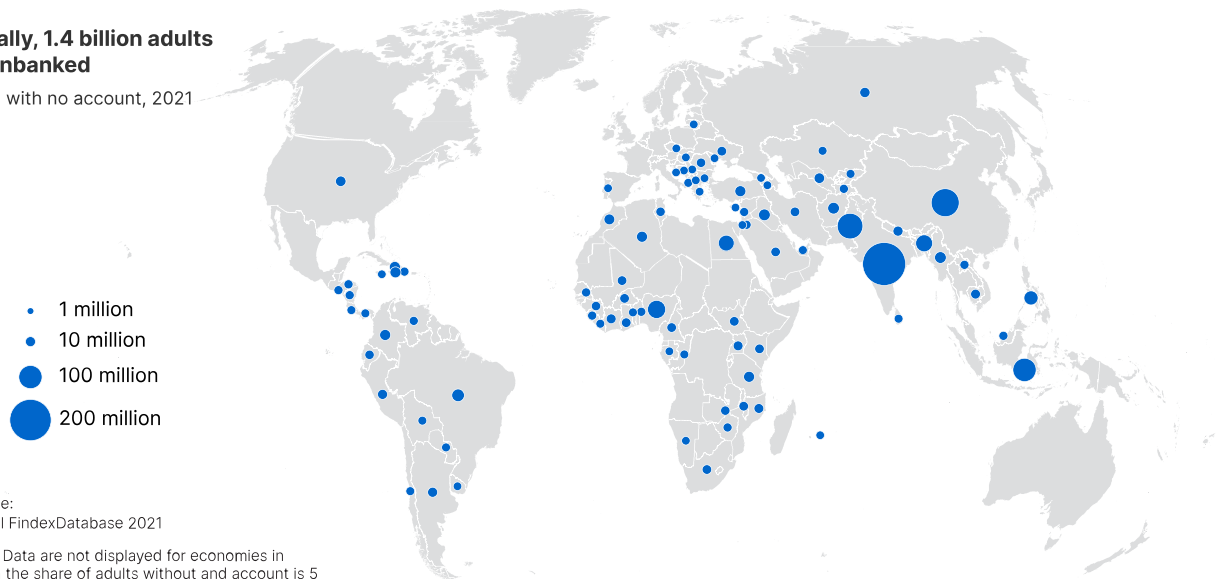 ally, 1.4 billion adults
nbanked
with no account, 2021
1 million
10 million
100 million
200 million
e:
l FindexDatabase 2021
Data are not displayed for economies in
the share of adults without and account is 5